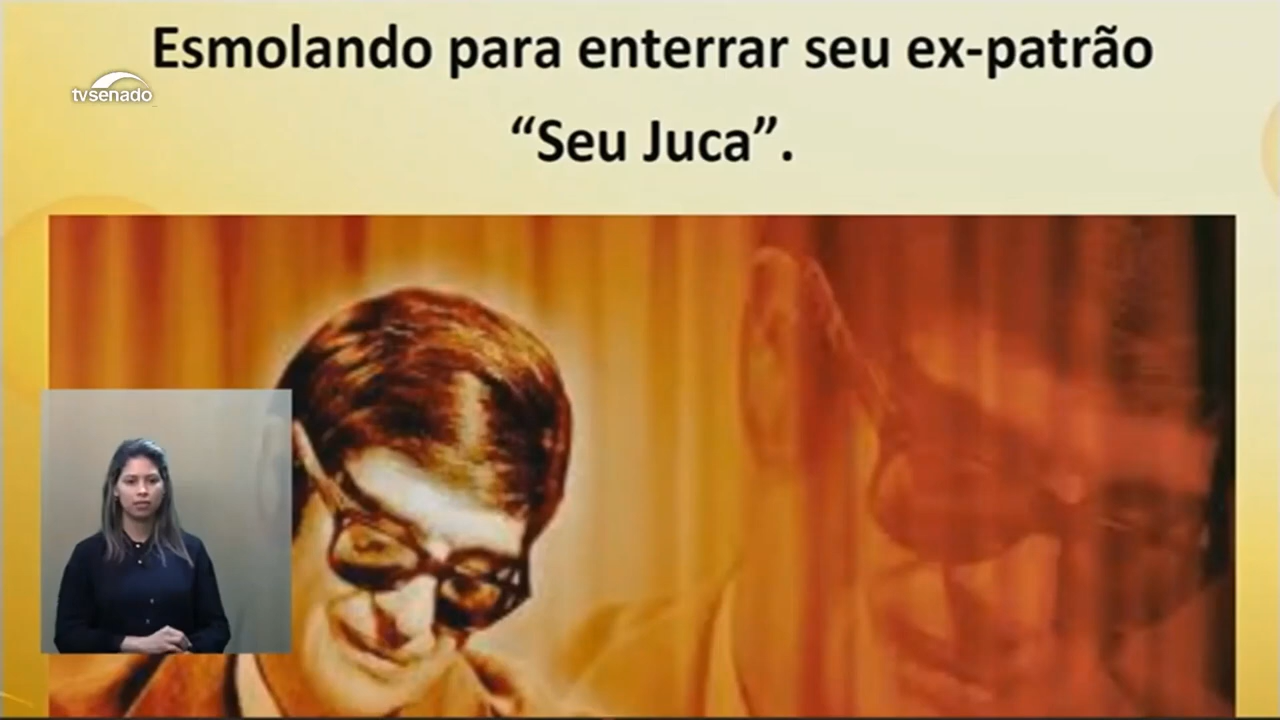 Esmolando para enterrar seu ex-patrão
tvsenado
“Seu Juca”.